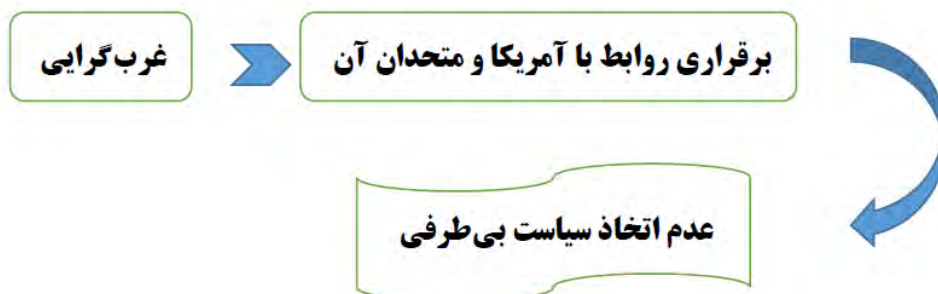 غرب‌گرایی
برقراری روابط با آمریکا و متحدان آن
عدم اتخاذ سیاست بی‌طرفی